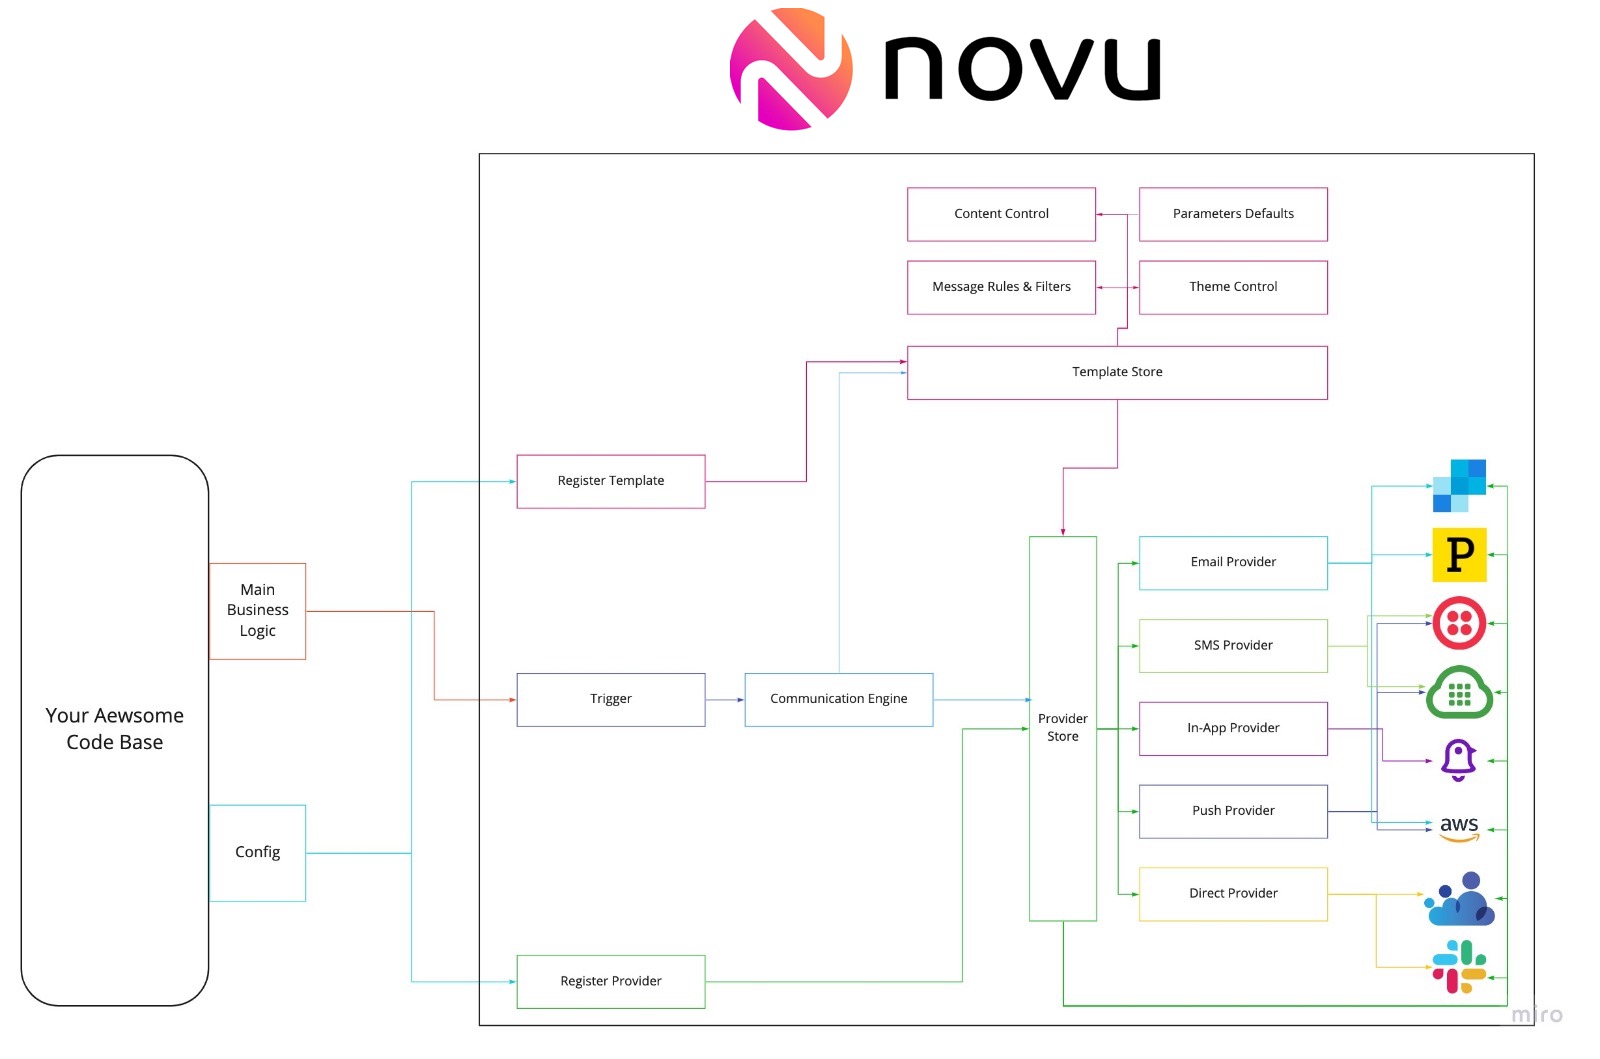 novu
Content Control
Parameters Defaults
Message Rules & Filters
Theme Control
Template Store
Register Template
Main
Business
Logic
Your Aewsome
Code Base
Config
Trigger
Communication Engine
Register Provider
Provider
Store
Email Provider
SMS Provider
In-App Provider
Push Provider
Direct Provider
P
aws
miro